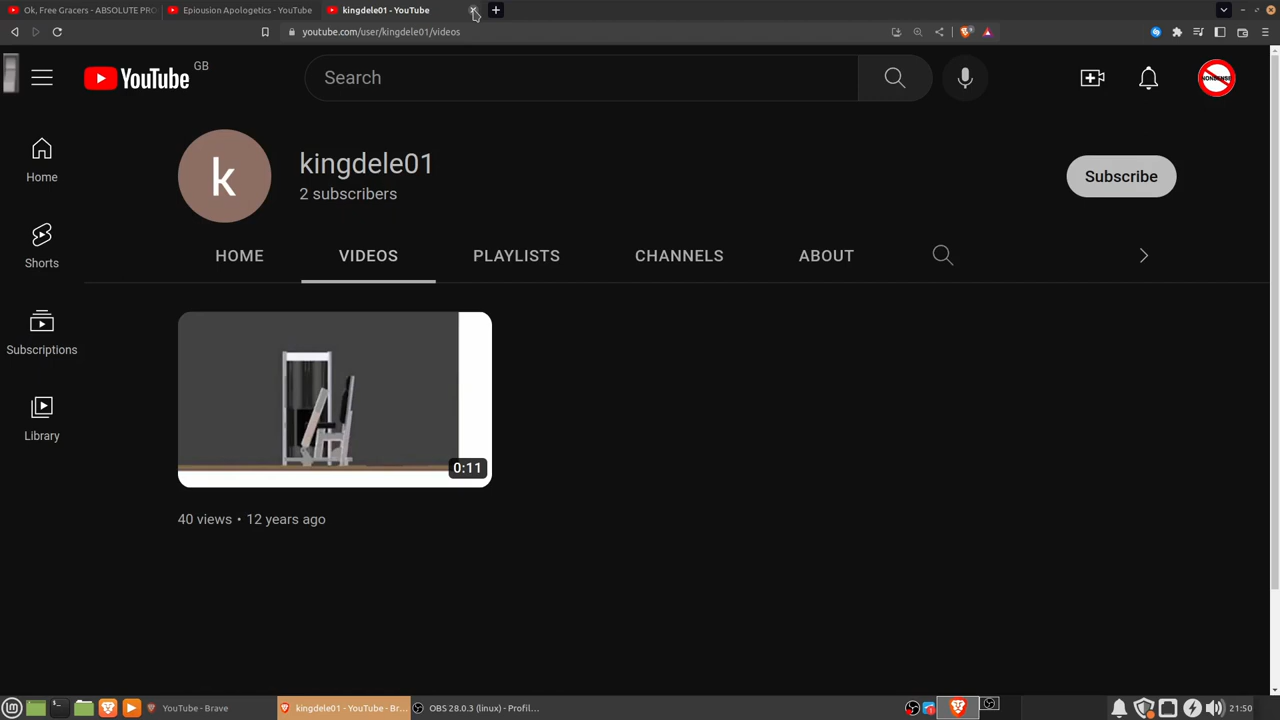 Ok, Free Gracers - ABSOLUTE PRO
Epiousion Apologetics - YouTube
kingdele01 - YouTube
youtube.com/user/kingdele01/videos
YouTube GB
Search
NONSENSE
k
kingdele01
2 subscribers
Subscribe
Home
Shorts
Subscriptions
Library
HOME VIDEOS PLAYLISTS CHANNELS ABOUT
0:11
40 views • 12 years ago
YouTube - Brave
kingdele01 - YouTube - Br...
OBS 28.0.3 (linux) - Profil...
21:50